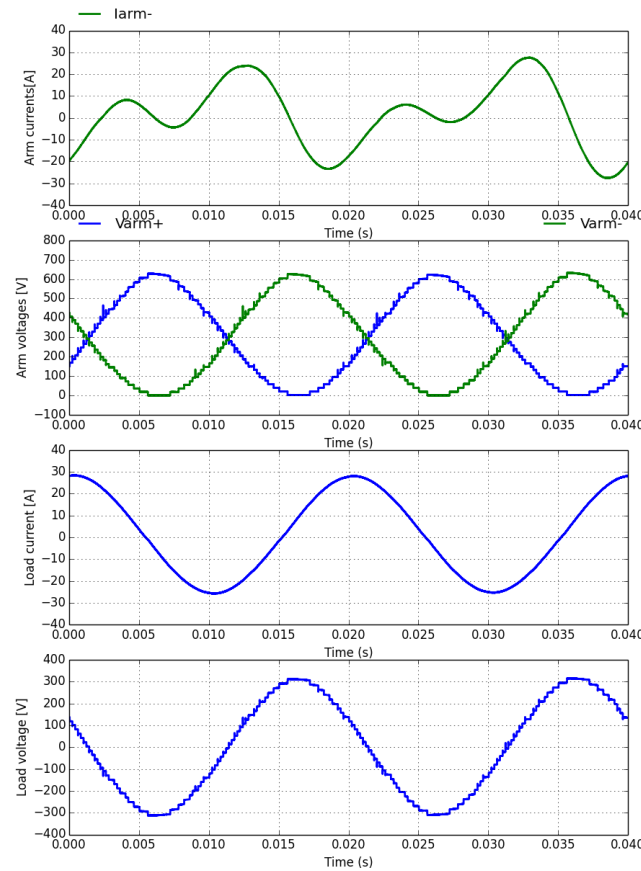 Iarm-
40
30
20
10
0
−10
−20
−30
−40
Arm currents[A]
0.000 0.005 0.010 0.015 0.020 0.025 0.030 0.035 0.040
Time (s)
Varm+ Varm-
800
700
600
500
400
300
200
100
0
−100
Arm voltages [V]
0.000 0.005 0.010 0.015 0.020 0.025 0.030 0.035 0.040
Time (s)
40
30
20
10
0
−10
−20
−30
−40
Load current [A]
0.000 0.005 0.010 0.015 0.020 0.025 0.030 0.035 0.040
Time (s)
400
300
200
100
0
−100
−200
−300
−400
Load voltage [V]
0.000 0.005 0.010 0.015 0.020 0.025 0.030 0.035 0.040
Time (s)